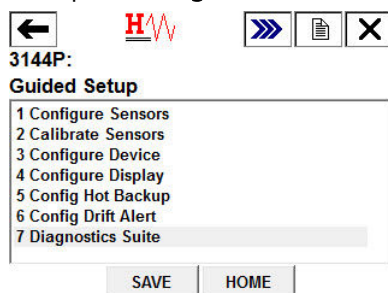 H
3144P:
Guided Setup
1 Configure Sensors
2 Calibrate Sensors
3 Configure Device
4 Configure Display
5 Config Hot Backup
6 Config Drift Alert
7 Diagnostics Suite
SAVE HOME